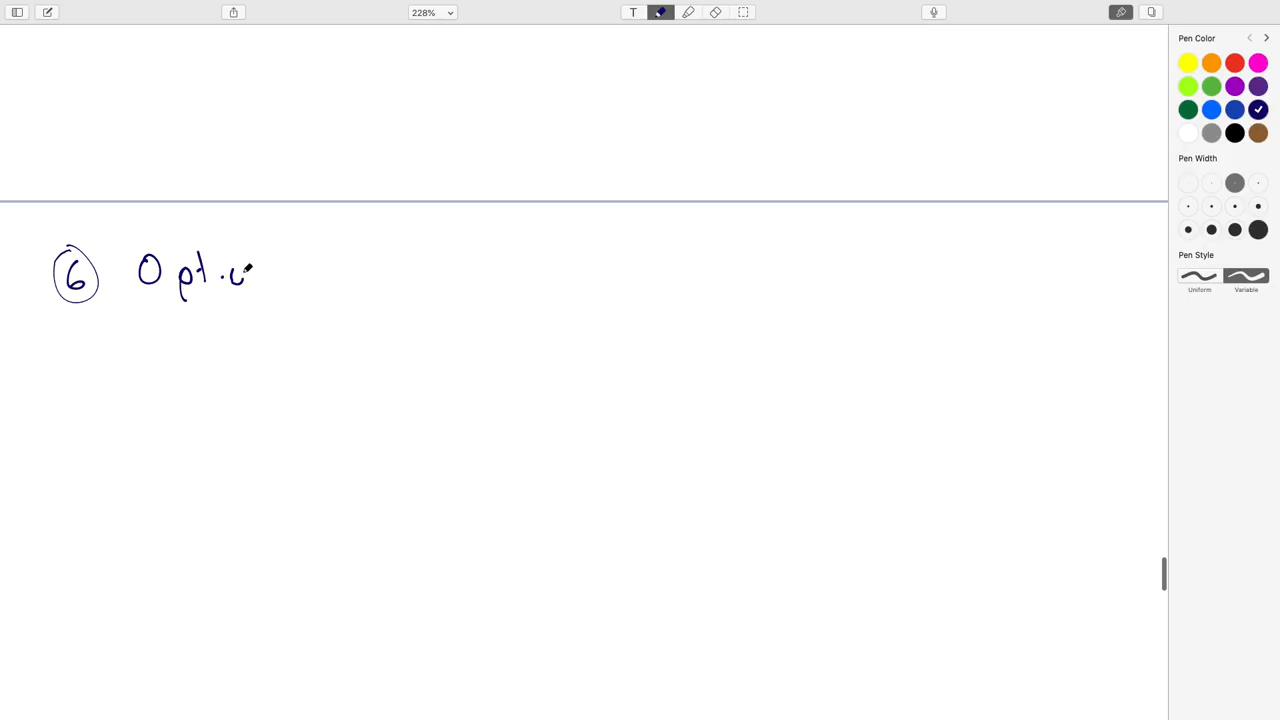 228%
T
Pen Color
Pen Width
Pen Style
Uniform Variable
6 Opt.